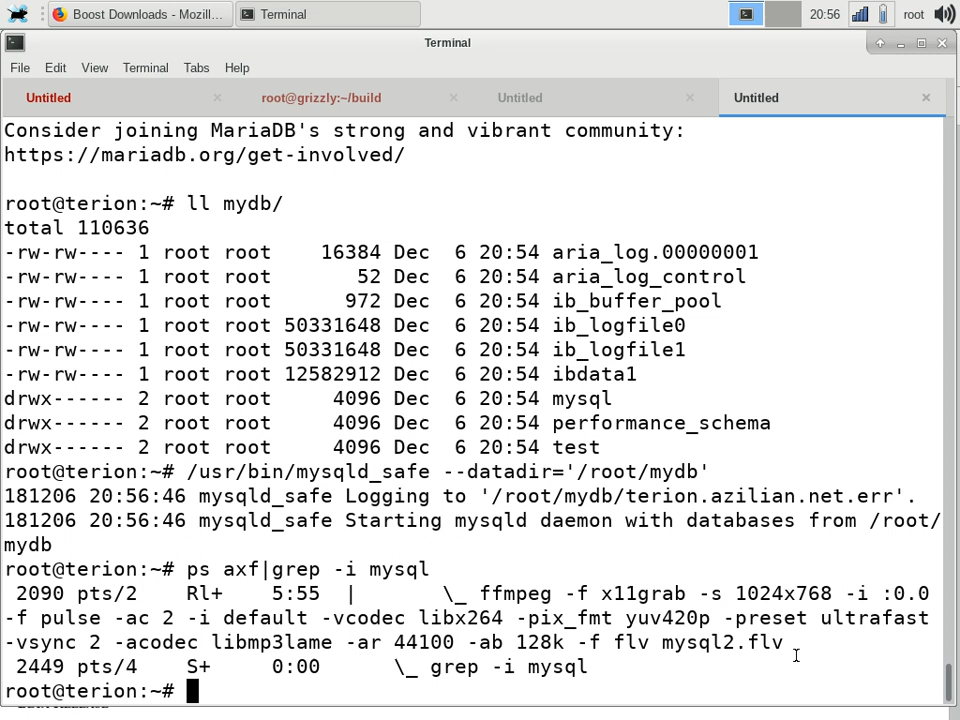 Boost Downloads - Mozill...
Terminal
20:56
root
Terminal
File Edit View Terminal Tabs Help
Untitled
root@grizzly:~/build
Untitled
Untitled
Consider joining MariaDB's strong and vibrant community:
https://mariadb.org/get-involved/
root@terion:~# ll mydb/
total 110636
-rw-rw---- 1 root root    16384 Dec  6 20:54 aria_log.00000001
-rw-rw---- 1 root root       52 Dec  6 20:54 aria_log_control
-rw-rw---- 1 root root      972 Dec  6 20:54 ib_buffer_pool
-rw-rw---- 1 root root 50331648 Dec  6 20:54 ib_logfile0
-rw-rw---- 1 root root 50331648 Dec  6 20:54 ib_logfile1
-rw-rw---- 1 root root 12582912 Dec  6 20:54 ibdata1
drwx------ 2 root root     4096 Dec  6 20:54 mysql
drwx------ 2 root root     4096 Dec  6 20:54 performance_schema
drwx------ 2 root root     4096 Dec  6 20:54 test
root@terion:~# /usr/bin/mysqld_safe --datadir='/root/mydb'
181206 20:56:46 mysqld_safe Logging to '/root/mydb/terion.azilian.net.err'.
181206 20:56:46 mysqld_safe Starting mysqld daemon with databases from /root/
mydb
root@terion:~# ps axf|grep -i mysql
 2090 pts/2    Rl+    5:55  |       \_ ffmpeg -f x11grab -s 1024x768 -i :0.0
-f pulse -ac 2 -i default -vcodec libx264 -pix_fmt yuv420p -preset ultrafast
-vsync 2 -acodec libmp3lame -ar 44100 -ab 128k -f flv mysql2.flv
 2449 pts/4    S+     0:00      \_ grep -i mysql
root@terion:~#